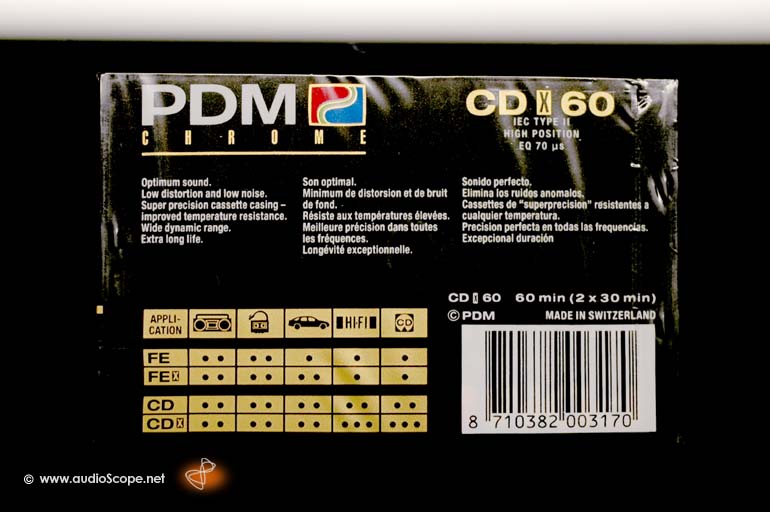 PDM
CHROME
CD X 60
IEC TYPE II
HIGH POSITION
EQ 70 µs
Optimum sound.
Low distortion and low noise.
Super precision cassette casing –
improved temperature resistance.
Wide dynamic range.
Extra long life.
Son optimal.
Minimum de distorsion et de bruit
de fond.
Résiste aux températures élevées.
Meilleure précision dans toutes
les fréquences.
Longévité exceptionnelle.
Sonido perfecto.
Elimina los ruidos anomalos.
Cassettes de “superprecision” resistentes a
cualquier temperatura.
Precision perfecta en todas las frequencias.
Excepcional duración
APPLI-
CATION
HI-FI
CD
FE
FE X
CD
CD X
CD X 60 60 min (2 x 30 min)
© PDM MADE IN SWITZERLAND
8 710382 003170
© www.audioScope.net